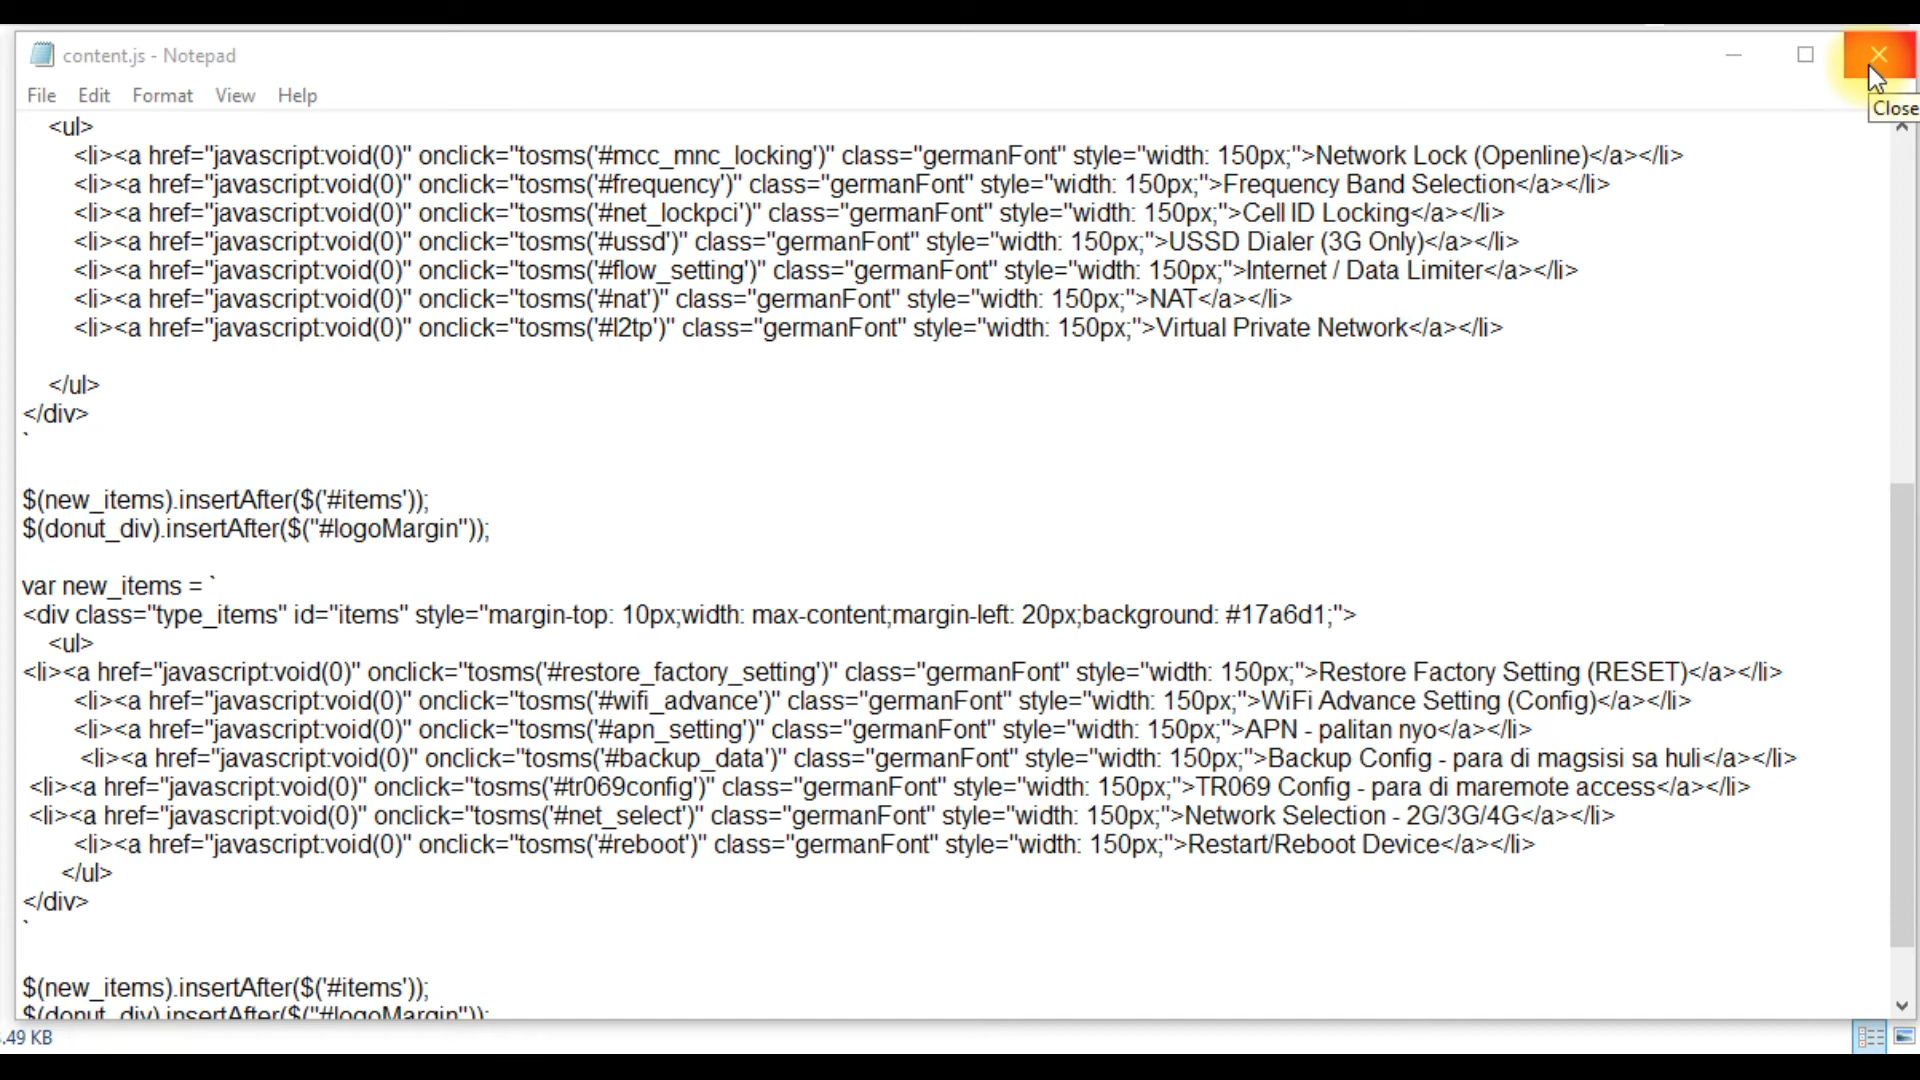 content.js - Notepad
File Edit Format View Help
Close
<ul>
<li><a href="javascript:void(0)" onclick="tosms('#mcc_mnc_locking')" class="germanFont" style="width: 150px;">Network Lock (Openline)</a></li>
<li><a href="javascript:void(0)" onclick="tosms('#frequency')" class="germanFont" style="width: 150px;">Frequency Band Selection</a></li>
<li><a href="javascript:void(0)" onclick="tosms('#net_lockpci')" class="germanFont" style="width: 150px;">Cell ID Locking</a></li>
<li><a href="javascript:void(0)" onclick="tosms('#ussd')" class="germanFont" style="width: 150px;">USSD Dialer (3G Only)</a></li>
<li><a href="javascript:void(0)" onclick="tosms('#flow_setting')" class="germanFont" style="width: 150px;">Internet / Data Limiter</a></li>
<li><a href="javascript:void(0)" onclick="tosms('#nat')" class="germanFont" style="width: 150px;">NAT</a></li>
<li><a href="javascript:void(0)" onclick="tosms('#l2tp')" class="germanFont" style="width: 150px;">Virtual Private Network</a></li>
</ul>
</div>
`
$(new_items).insertAfter($('#items'));
$(donut_div).insertAfter($("#logoMargin"));
var new_items = `
<div class="type_items" id="items" style="margin-top: 10px;width: max-content;margin-left: 20px;background: #17a6d1;">
<ul>
<li><a href="javascript:void(0)" onclick="tosms('#restore_factory_setting')" class="germanFont" style="width: 150px;">Restore Factory Setting (RESET)</a></li>
<li><a href="javascript:void(0)" onclick="tosms('#wifi_advance')" class="germanFont" style="width: 150px;">WiFi Advance Setting (Config)</a></li>
<li><a href="javascript:void(0)" onclick="tosms('#apn_setting')" class="germanFont" style="width: 150px;">APN - palitan nyo</a></li>
<li><a href="javascript:void(0)" onclick="tosms('#backup_data')" class="germanFont" style="width: 150px;">Backup Config - para di magsisi sa huli</a></li>
<li><a href="javascript:void(0)" onclick="tosms('#tr069config')" class="germanFont" style="width: 150px;">TR069 Config - para di maremote access</a></li>
<li><a href="javascript:void(0)" onclick="tosms('#net_select')" class="germanFont" style="width: 150px;">Network Selection - 2G/3G/4G</a></li>
<li><a href="javascript:void(0)" onclick="tosms('#reboot')" class="germanFont" style="width: 150px;">Restart/Reboot Device</a></li>
</ul>
</div>
`
$(new_items).insertAfter($('#items'));
$(donut_div).insertAfter($("#logoMargin"));
.49 KB